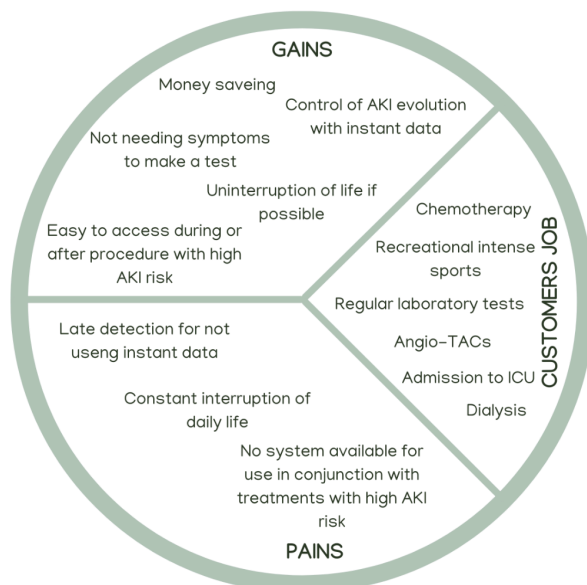 GAINS
Money saveing
Control of AKI evolution
with instant data
Not needing symptoms
to make a test
Uninterruption of life if
possible
Easy to access during or
after procedure with high
AKI risk
CUSTOMERS JOB
Chemotherapy
Recreational intense
sports
Regular laboratory tests
Angio-TACs
Admission to ICU
Dialysis
Late detection for not
useng instant data
Constant interruption of
daily life
No system available for
use in conjunction with
treatments with high AKI
risk
PAINS